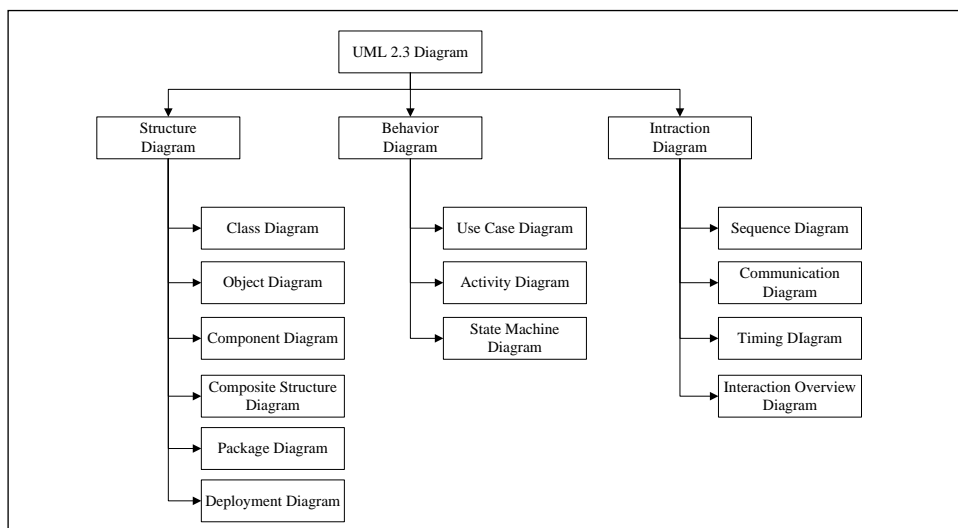 UML 2.3 Diagram
Structure
Diagram
Behavior
Diagram
Intraction
Diagram
Class Diagram
Object Diagram
Component Diagram
Composite Structure
Diagram
Package Diagram
Deployment Diagram
Use Case Diagram
Activity Diagram
State Machine
Diagram
Sequence Diagram
Communication
Diagram
Timing DIagram
Interaction Overview
Diagram